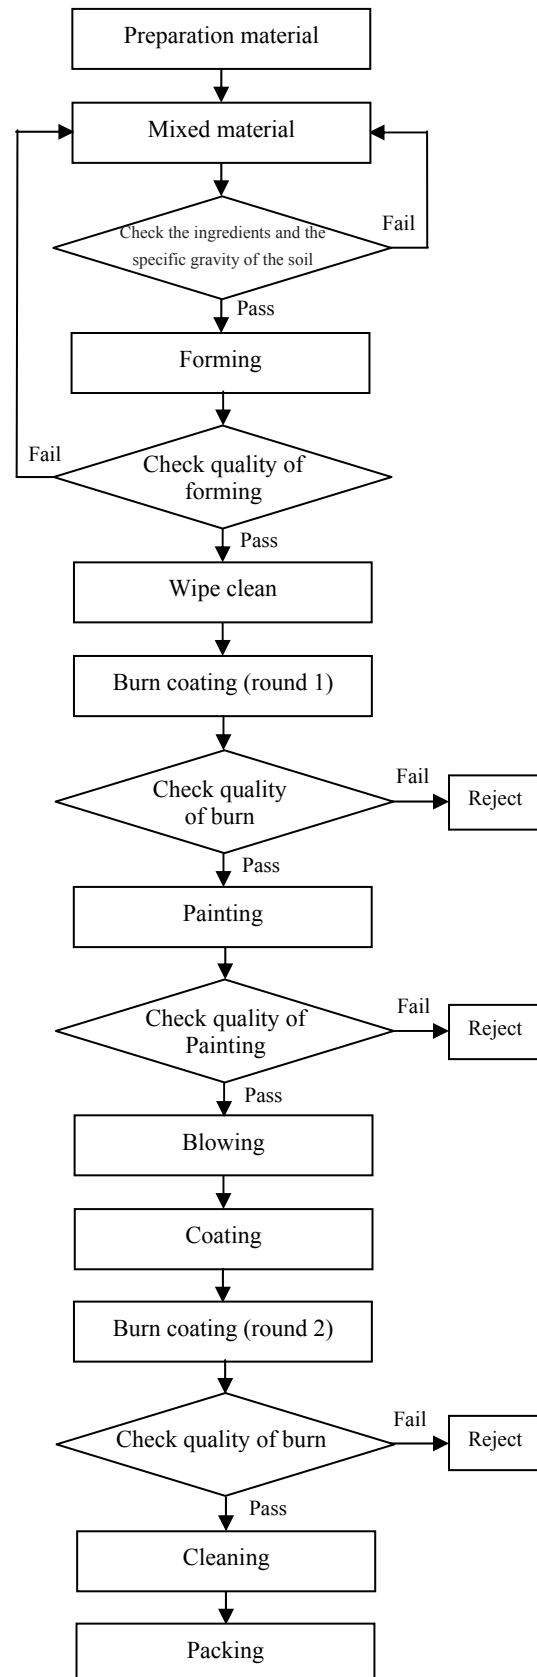 Preparation material
Mixed material
Check the ingredients and the
specific gravity of the soil
Fail
Pass
Forming
Fail
Check quality of
forming
Pass
Wipe clean
Burn coating (round 1)
Check quality
of burn
Fail
Reject
Pass
Painting
Check quality of
Painting
Fail
Reject
Pass
Blowing
Coating
Burn coating (round 2)
Check quality of burn
Fail
Reject
Pass
Cleaning
Packing